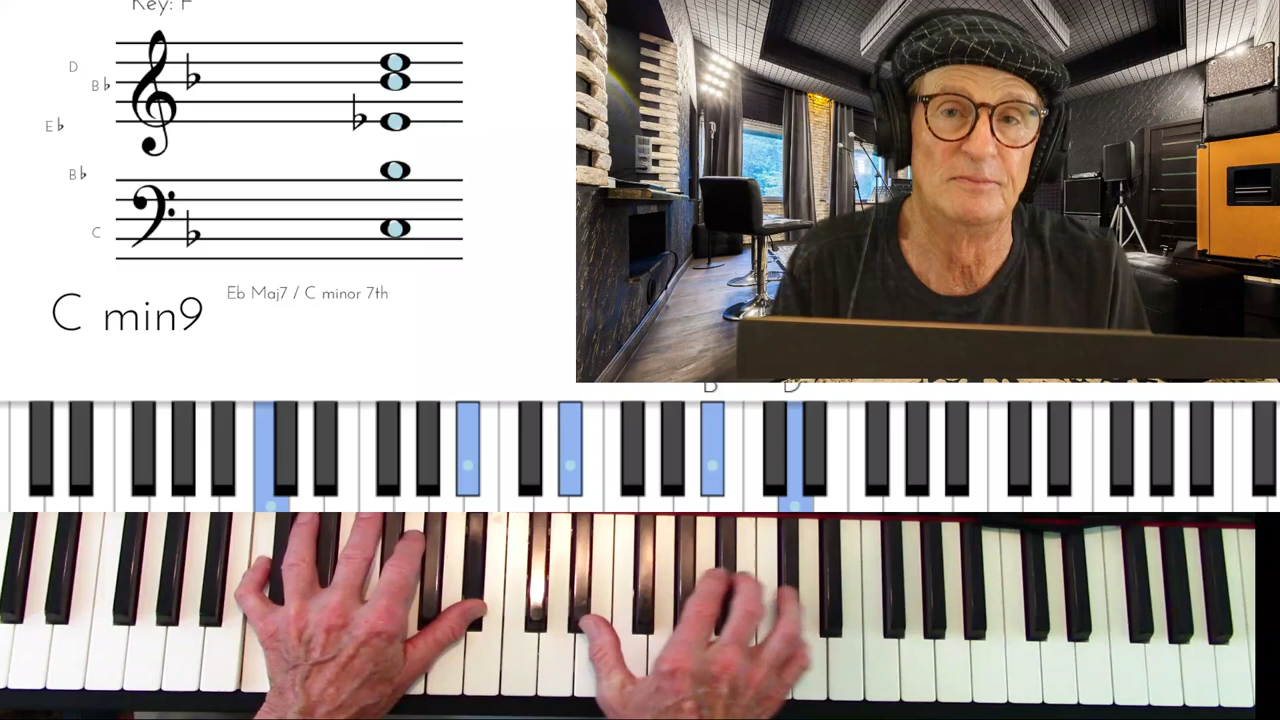 Key: F
D
B♭
E♭
B♭
C
Eb Maj7 / C minor 7th
C min9
B D